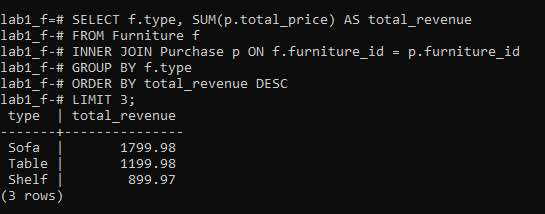 lab1_f=# SELECT f.type, SUM(p.total_price) AS total_revenue
lab1_f-# FROM Furniture f
lab1_f-# INNER JOIN Purchase p ON f.furniture_id = p.furniture_id
lab1_f-# GROUP BY f.type
lab1_f-# ORDER BY total_revenue DESC
lab1_f-# LIMIT 3;
 type  | total_revenue
-------+---------------
 Sofa  |       1799.98
 Table |       1199.98
 Shelf |        899.97
(3 rows)